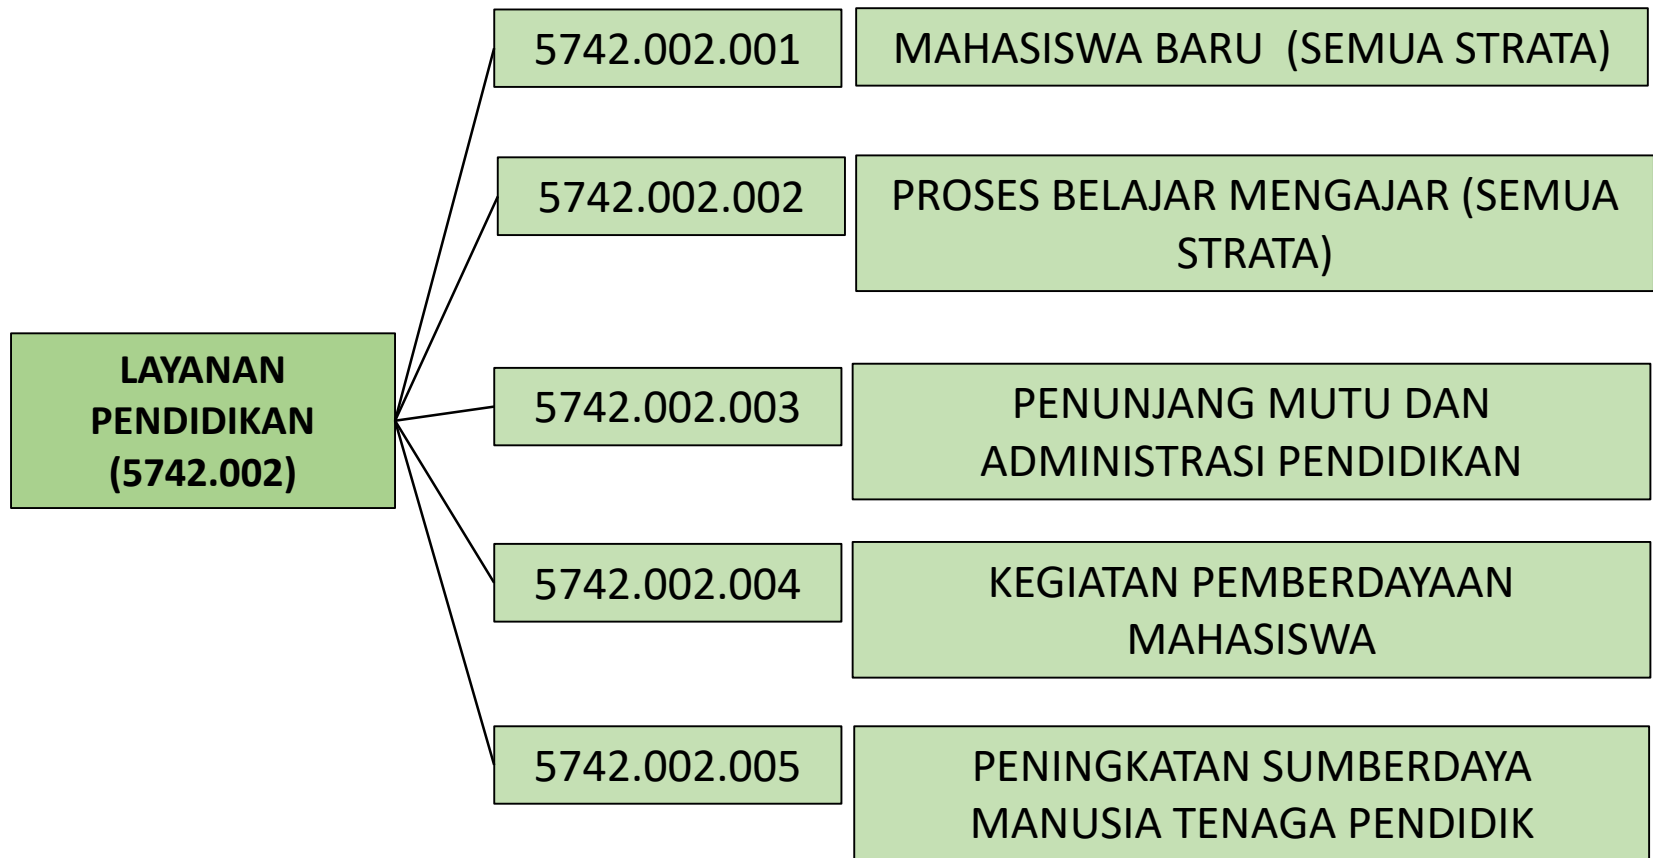 5742.002.001
MAHASISWA BARU (SEMUA STRATA)
5742.002.002
PROSES BELAJAR MENGAJAR (SEMUA
STRATA)
LAYANAN
PENDIDIKAN
(5742.002)
5742.002.003
PENUNJANG MUTU DAN
ADMINISTRASI PENDIDIKAN
5742.002.004
KEGIATAN PEMBERDAYAAN
MAHASISWA
5742.002.005
PENINGKATAN SUMBERDAYA
MANUSIA TENAGA PENDIDIK